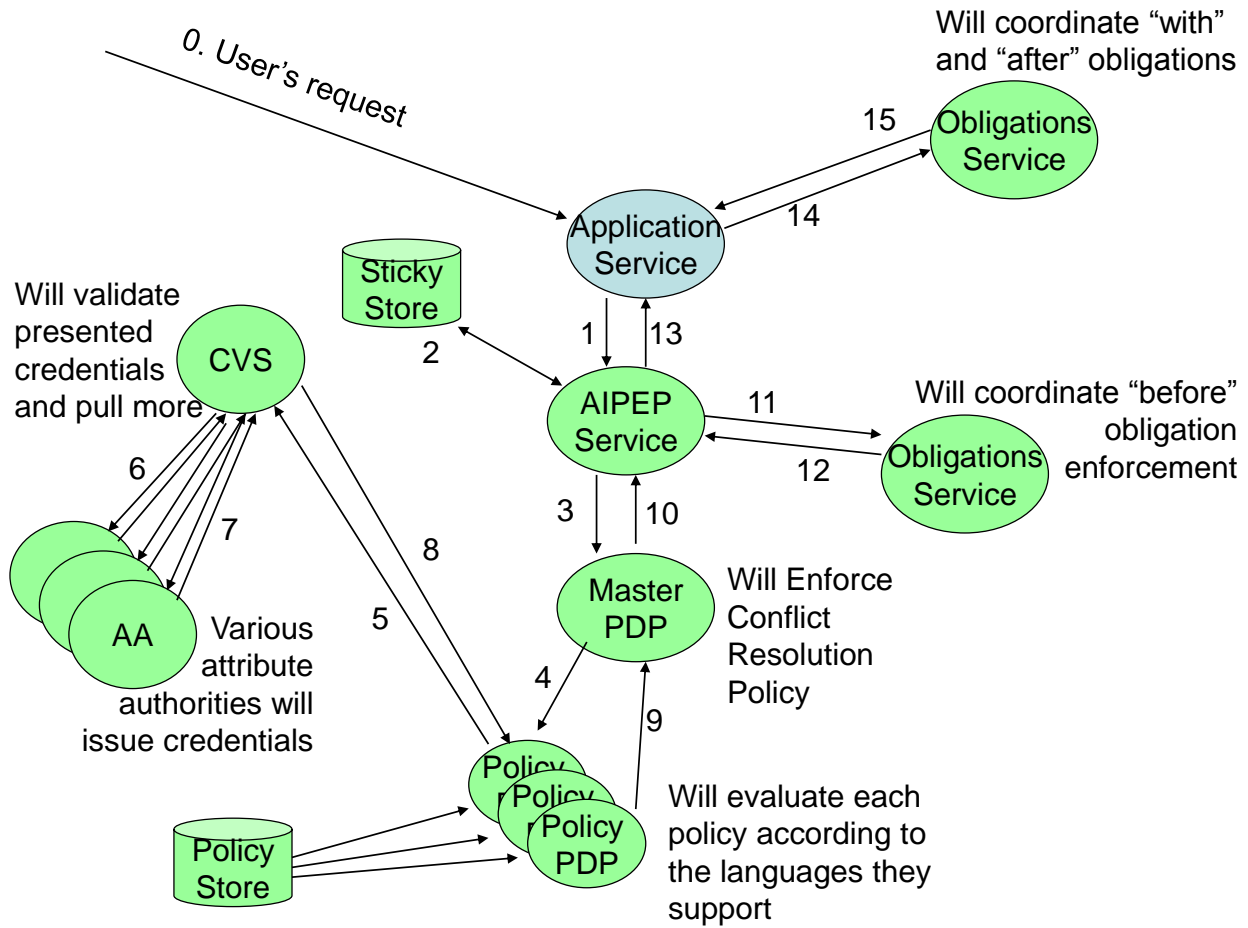 0. User's request
Will coordinate “with”
and “after” obligations
15
Obligations
Service
14
Application
Service
Sticky
Store
Will validate
presented
credentials
and pull more
CVS
1
13
2
AIPEP
Service
11
Will coordinate “before”
obligation
enforcement
12
Obligations
Service
6
7
3
10
8
5
Master
PDP
Will Enforce
Conflict
Resolution
Policy
AA
Various
attribute
authorities will
issue credentials
4
9
Policy
Policy
Policy
PDP
Will evaluate each
policy according to
the languages they
support
Policy
Store